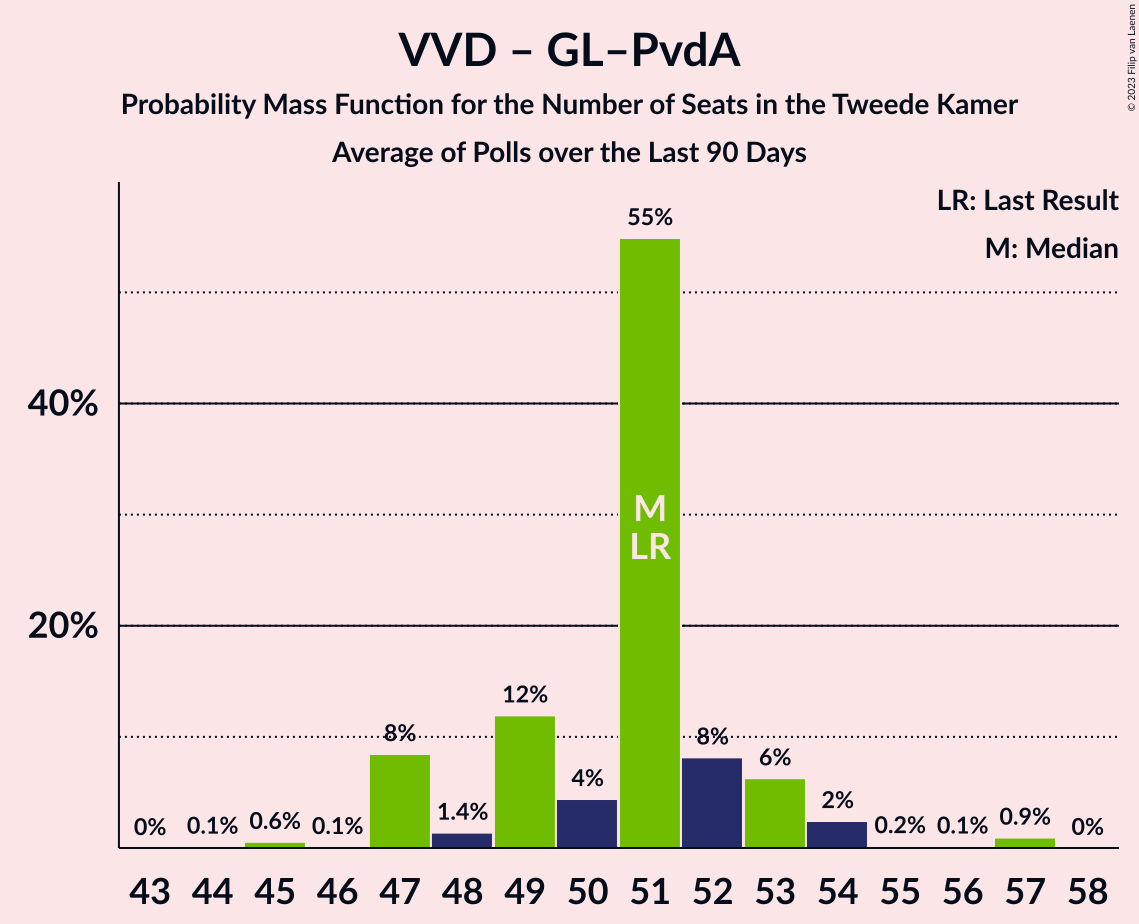 VVD – GL–PvdA
Probability Mass Function for the Number of Seats in the Tweede Kamer
Average of Polls over the Last 90 Days
© 2023 Filip van Laenen
LR: Last Result
M: Median
40%
20%
0%
0.1%
0.6%
0.1%
8%
1.4%
12%
4%
55%
8%
6%
2%
0.2%
0.1%
0.9%
0%
M
LR
43 44 45 46 47 48 49 50 51 52 53 54 55 56 57 58